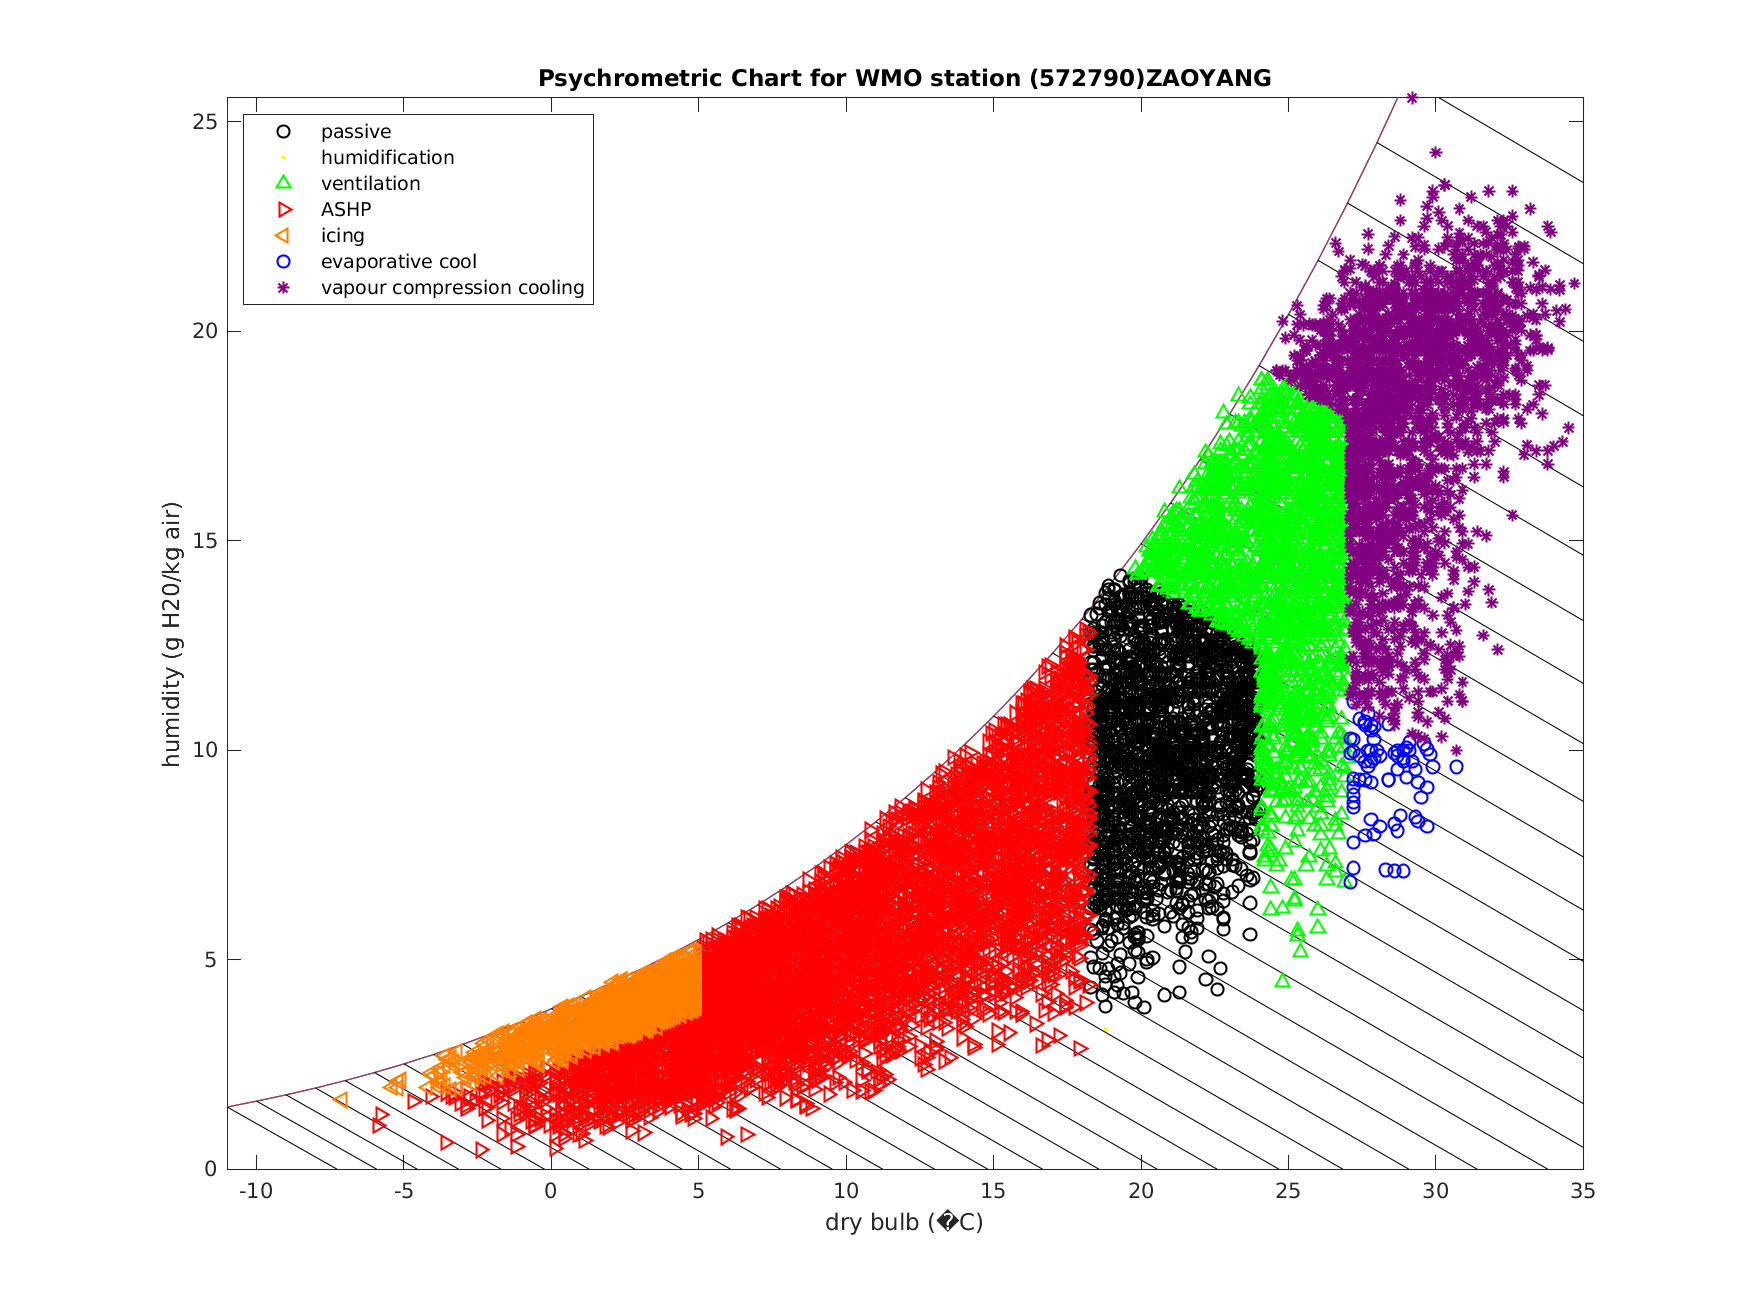 Psychrometric Chart for WMO station (572790)ZAOYANG
25
20
15
10
5
0
humidity (g H20/kg air)
passive
humidification
ventilation
ASHP
icing
evaporative cool
vapour compression cooling
-10 -5 0 5 10 15 20 25 30 35
dry bulb (�C)